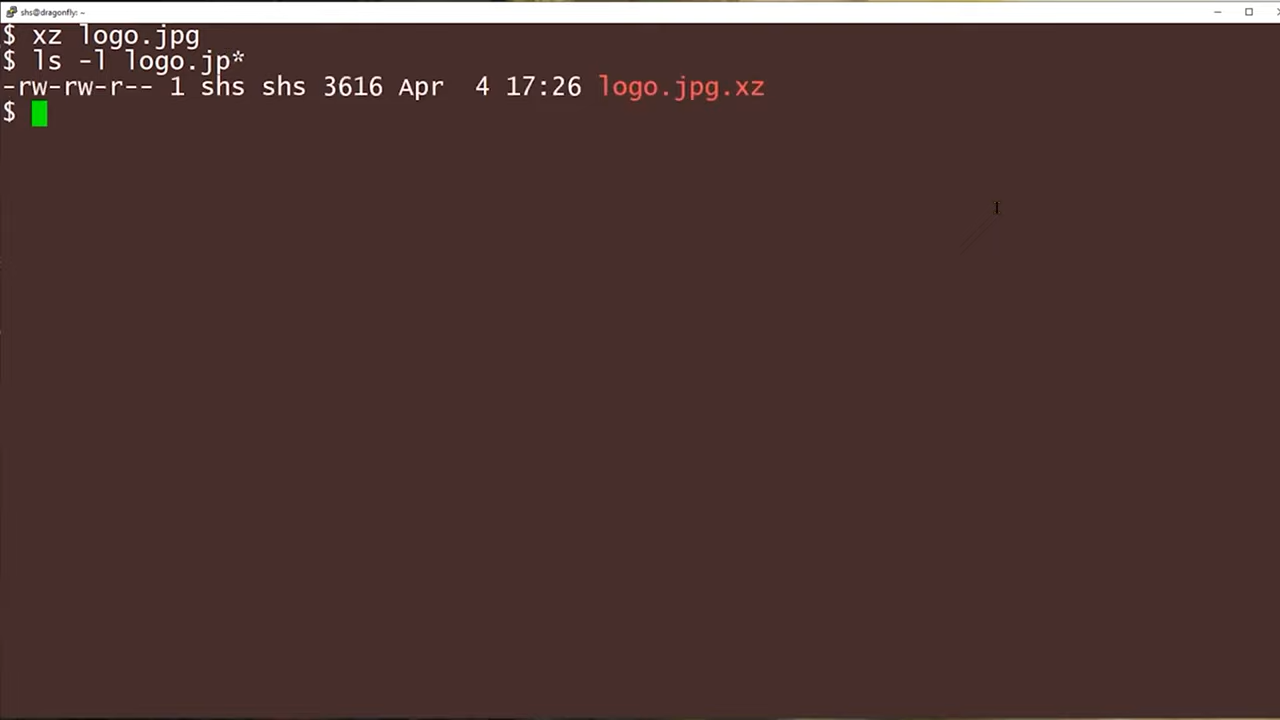 shs@dragonfly: ~
$ xz logo.jpg
$ ls -l logo.jp*
-rw-rw-r-- 1 shs shs 3616 Apr  4 17:26 logo.jpg.xz
$